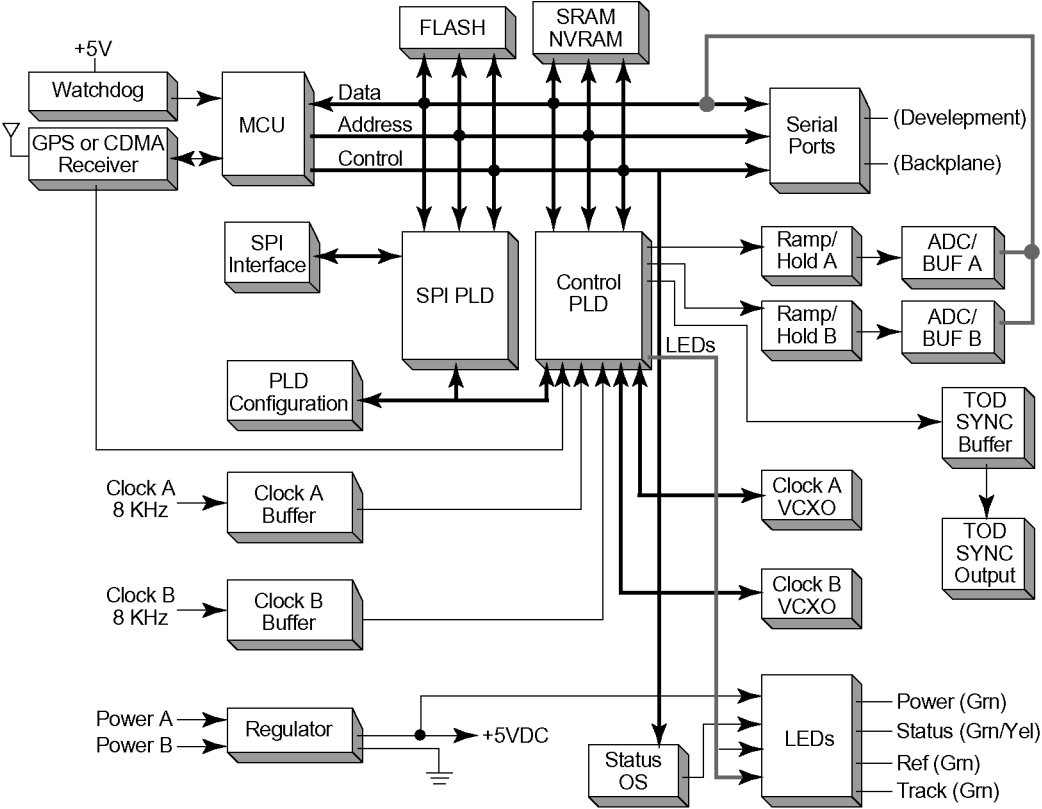 FLASH
SRAM
NVRAM
+5V
Watchdog
MCU
Data
Address
Control
GPS or CDMA
Receiver
Serial
Ports
(Develepment)
(Backplane)
SPI
Interface
SPI PLD
Control
PLD
Ramp/
Hold A
ADC/
BUF A
Ramp/
Hold B
ADC/
BUF B
LEDs
PLD
Configuration
TOD
SYNC
Buffer
Clock A
8 KHz
Clock A
Buffer
Clock A
VCXO
TOD
SYNC
Output
Clock B
8 KHz
Clock B
Buffer
Clock B
VCXO
Power A
Power B
Regulator
+5VDC
Status
OS
LEDs
Power (Grn)
Status (Grn/Yel)
Ref (Grn)
Track (Grn)